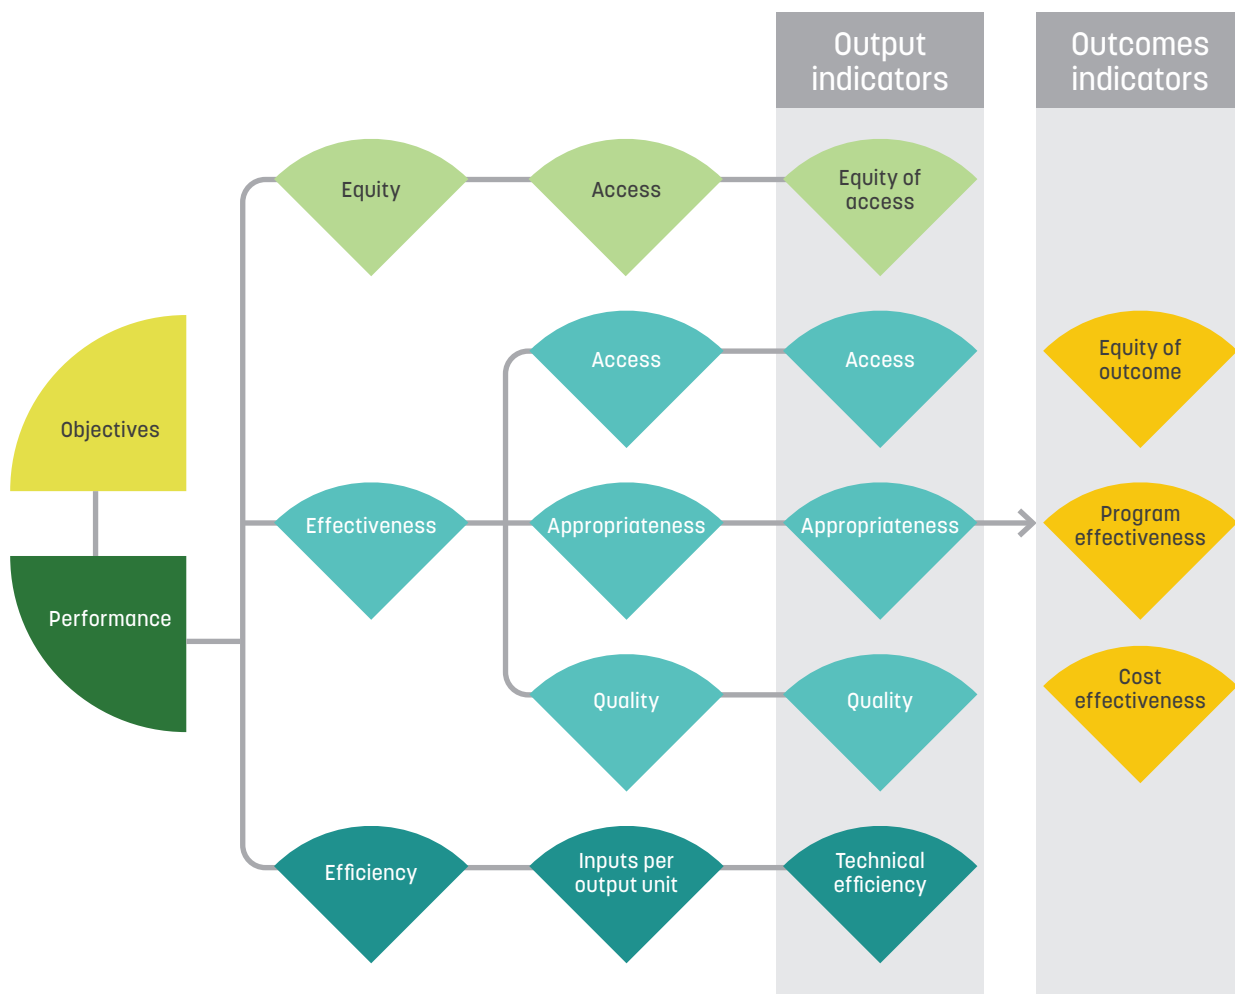 Output
indicators
Outcomes
indicators
Equity
Access
Equity of
access
Objectives
Access
Access
Equity of
outcome
Performance
Effectiveness
Appropriateness
Appropriateness
Program
effectiveness
Quality
Quality
Cost
effectiveness
Efficiency
Inputs per
output unit
Technical
efficiency